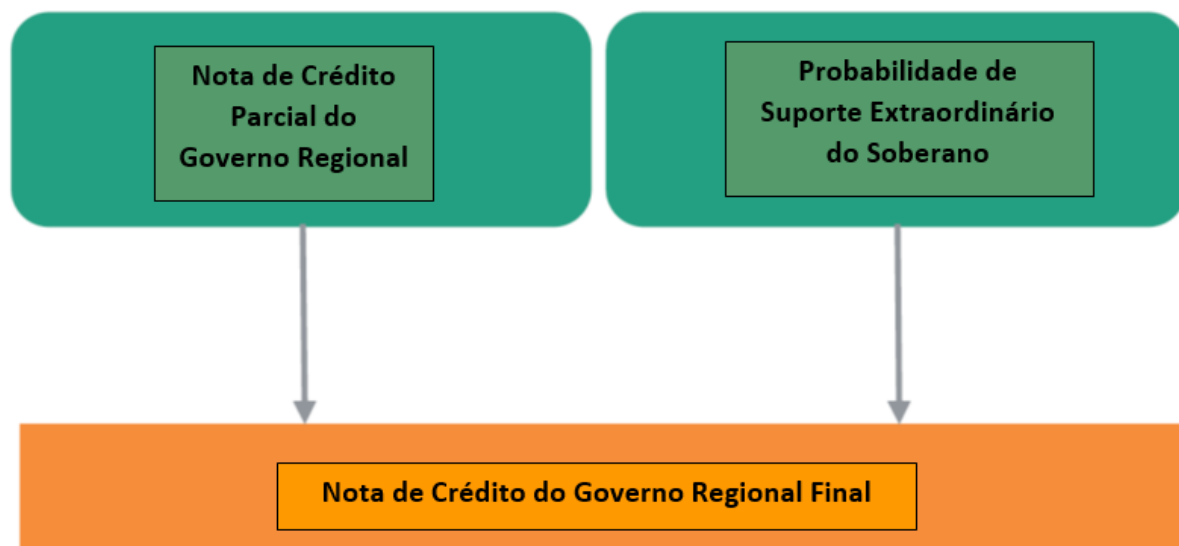 Nota de Crédito
Parcial do
Governo Regional
Probabilidade de
Suporte Extraordinário
do Soberano
Nota de Crédito do Governo Regional Final